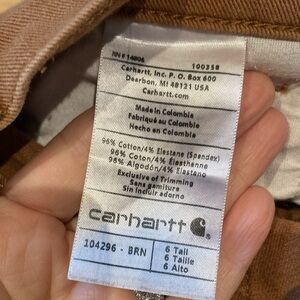 RN# 14806 100358
Carhartt, Inc. P.O. Box 600
Dearbon, MI 48121 USA
Carhartt.com
Made in Colombia
Fabriqué au Colombie
Hecho en Colombia
96% Cotton/4% Elastane (Spandex)
96% Coton/4% Élasthanne
96% Algodón/4% Elastano
Exclusive of Trimming
Sans garniture
Sin incluir adorno
carhartt
104296 - BRN
6 Tall
6 Taille
6 Alto